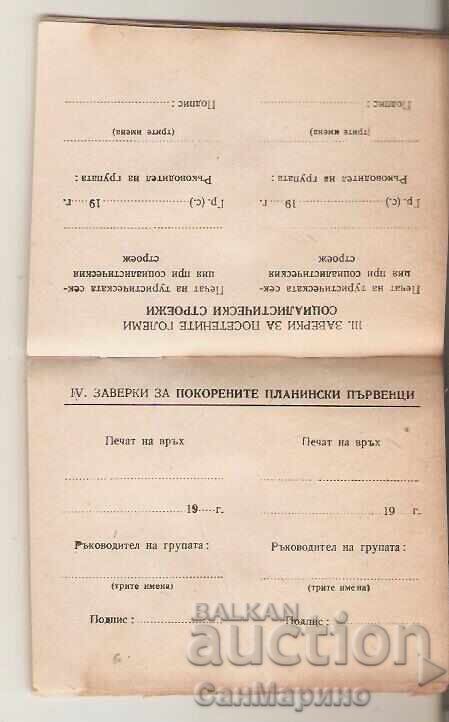 III. ЗАВЕРКИ ЗА ПОСЕТЕНИТЕ ГОЛЕМИ
СОЦИАЛИСТИЧЕСКИ СТРОЕЖИ
Печат на туристическата сек- Печат на туристическата сек-
ция при социалистическия ция при социалистическия
строеж строеж
Гр. (с.) 19 г. Гр. (с.) 19 г.
Ръководител на групата: Ръководител на групата:
(трите имена) (трите имена)
Подпис: Подпис:
IV. ЗАВЕРКИ ЗА ПОКОРЕНИТЕ ПЛАНИНСКИ ПЪРВЕНЦИ
Печат на връх Печат на връх
19 г. 19 г.
Ръководител на групата: Ръководител на групата:
(трите имена) (трите имена)
Подпис: Подпис:
BALKAN
auction
СанМарино